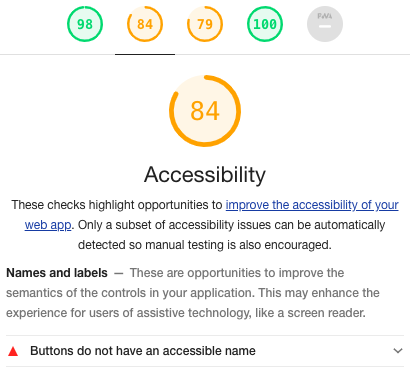 98 84 79 100 PWA
84
Accessibility
These checks highlight opportunities to improve the accessibility of your
web app. Only a subset of accessibility issues can be automatically
detected so manual testing is also encouraged.
Names and labels — These are opportunities to improve the
semantics of the controls in your application. This may enhance the
experience for users of assistive technology, like a screen reader.
Buttons do not have an accessible name